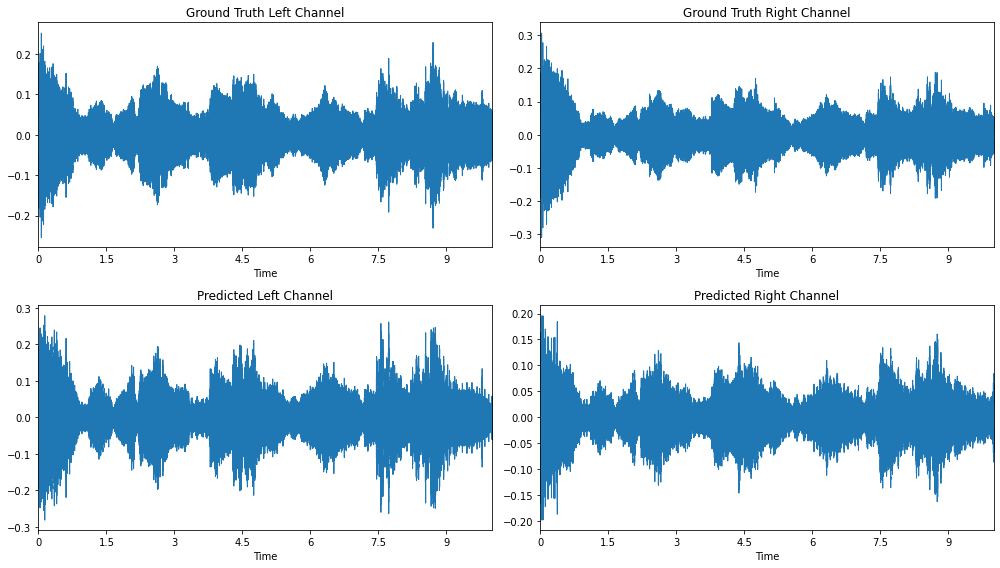 Ground Truth Left Channel
0.2
0.1
0.0
−0.1
−0.2
0 1.5 3 4.5 6 7.5 9
Time
Ground Truth Right Channel
0.3
0.2
0.1
0.0
−0.1
−0.2
−0.3
0 1.5 3 4.5 6 7.5 9
Time
Predicted Left Channel
0.3
0.2
0.1
0.0
−0.1
−0.2
−0.3
0 1.5 3 4.5 6 7.5 9
Time
Predicted Right Channel
0.20
0.15
0.10
0.05
0.00
−0.05
−0.10
−0.15
−0.20
0 1.5 3 4.5 6 7.5 9
Time